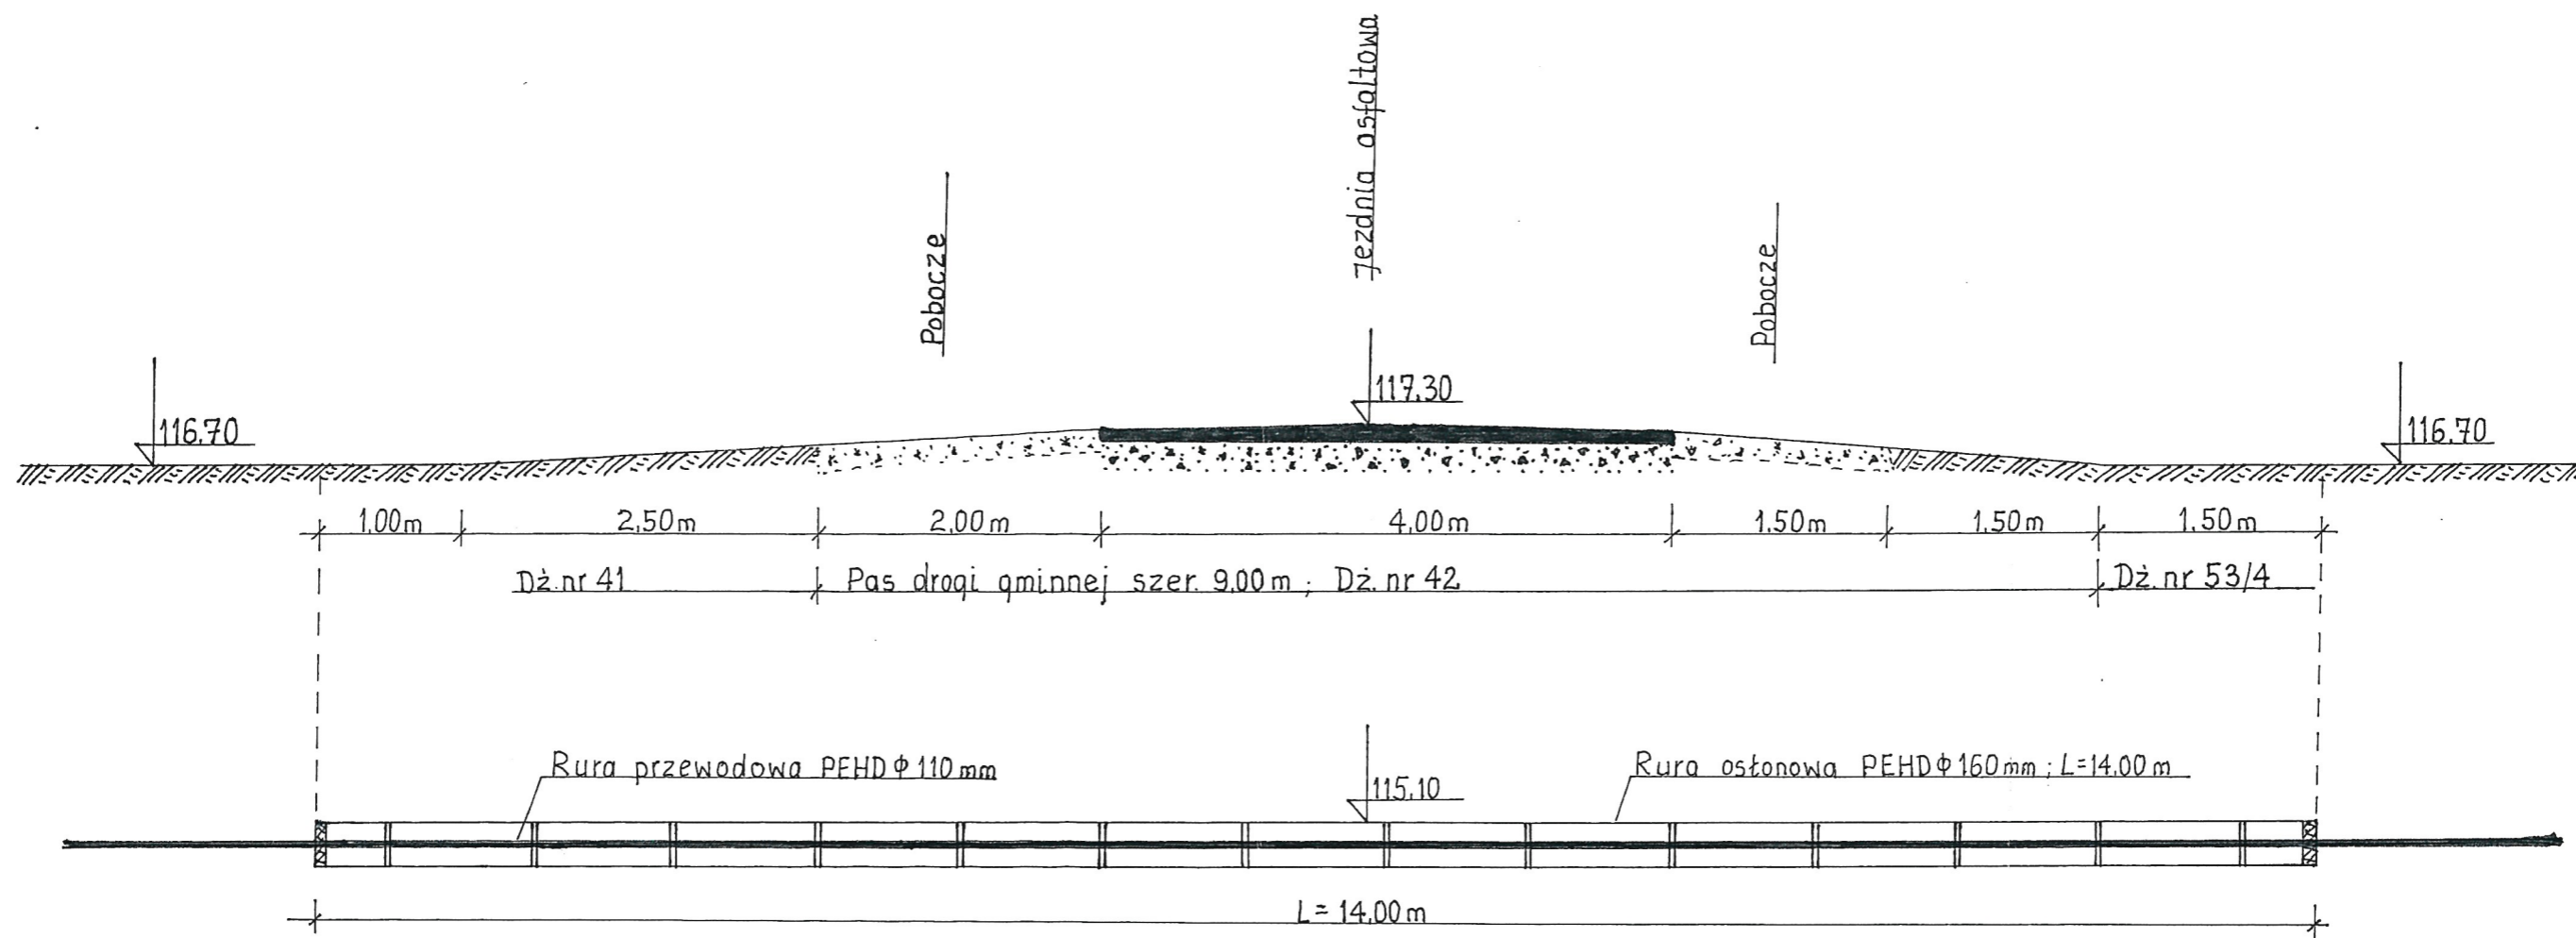 Jezdnia asfaltowa
Pobocze
Pobocze
117.30
116.70
116.70
1.00m
2.50m
2.00m
4.00m
1.50m
1.50m
1.50m
Dż.nr 41
Pas drogi gminnej szer. 9.00m ; Dż. nr 42
Dż. nr 53/4
Rura przewodowa PEHD ϕ 110 mm
115.10
Rura osłonowa PEHD ϕ 160 mm ; L=14.00 m
L= 14.00 m